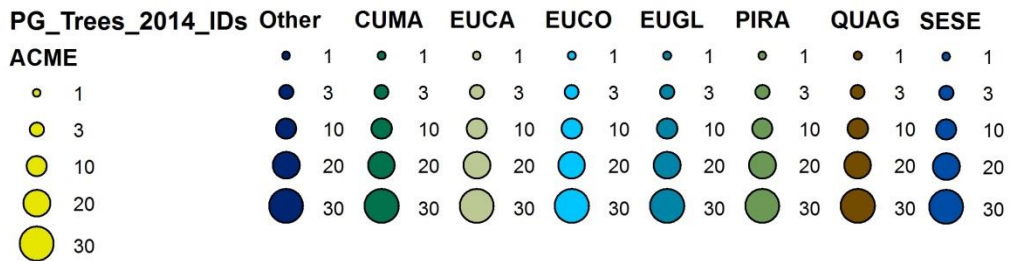 PG_Trees_2014_IDs Other CUMA EUCA EUCO EUGL PIRA QUAG SESE
ACME 1 1 1 1 1 1 1 1
1 3 3 3 3 3 3 3 3
3 10 10 10 10 10 10 10 10
10 20 20 20 20 20 20 20 20
20 30 30 30 30 30 30 30 30
30